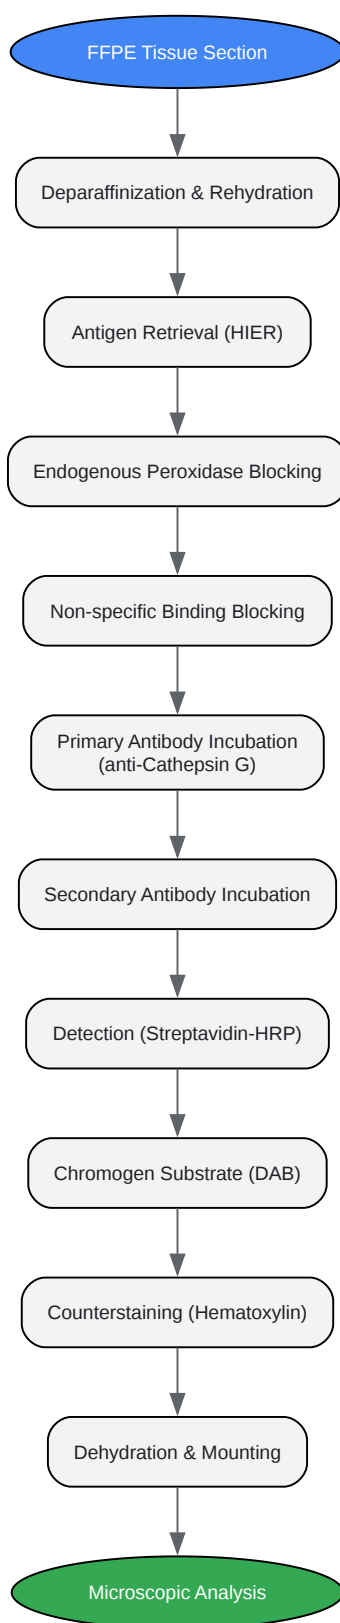 FFPE Tissue Section
Deparaffinization & Rehydration
Antigen Retrieval (HIER)
Endogenous Peroxidase Blocking
Non-specific Binding Blocking
Primary Antibody Incubation
(anti-Cathepsin G)
Secondary Antibody Incubation
Detection (Streptavidin-HRP)
Chromogen Substrate (DAB)
Counterstaining (Hematoxylin)
Dehydration & Mounting
Microscopic Analysis